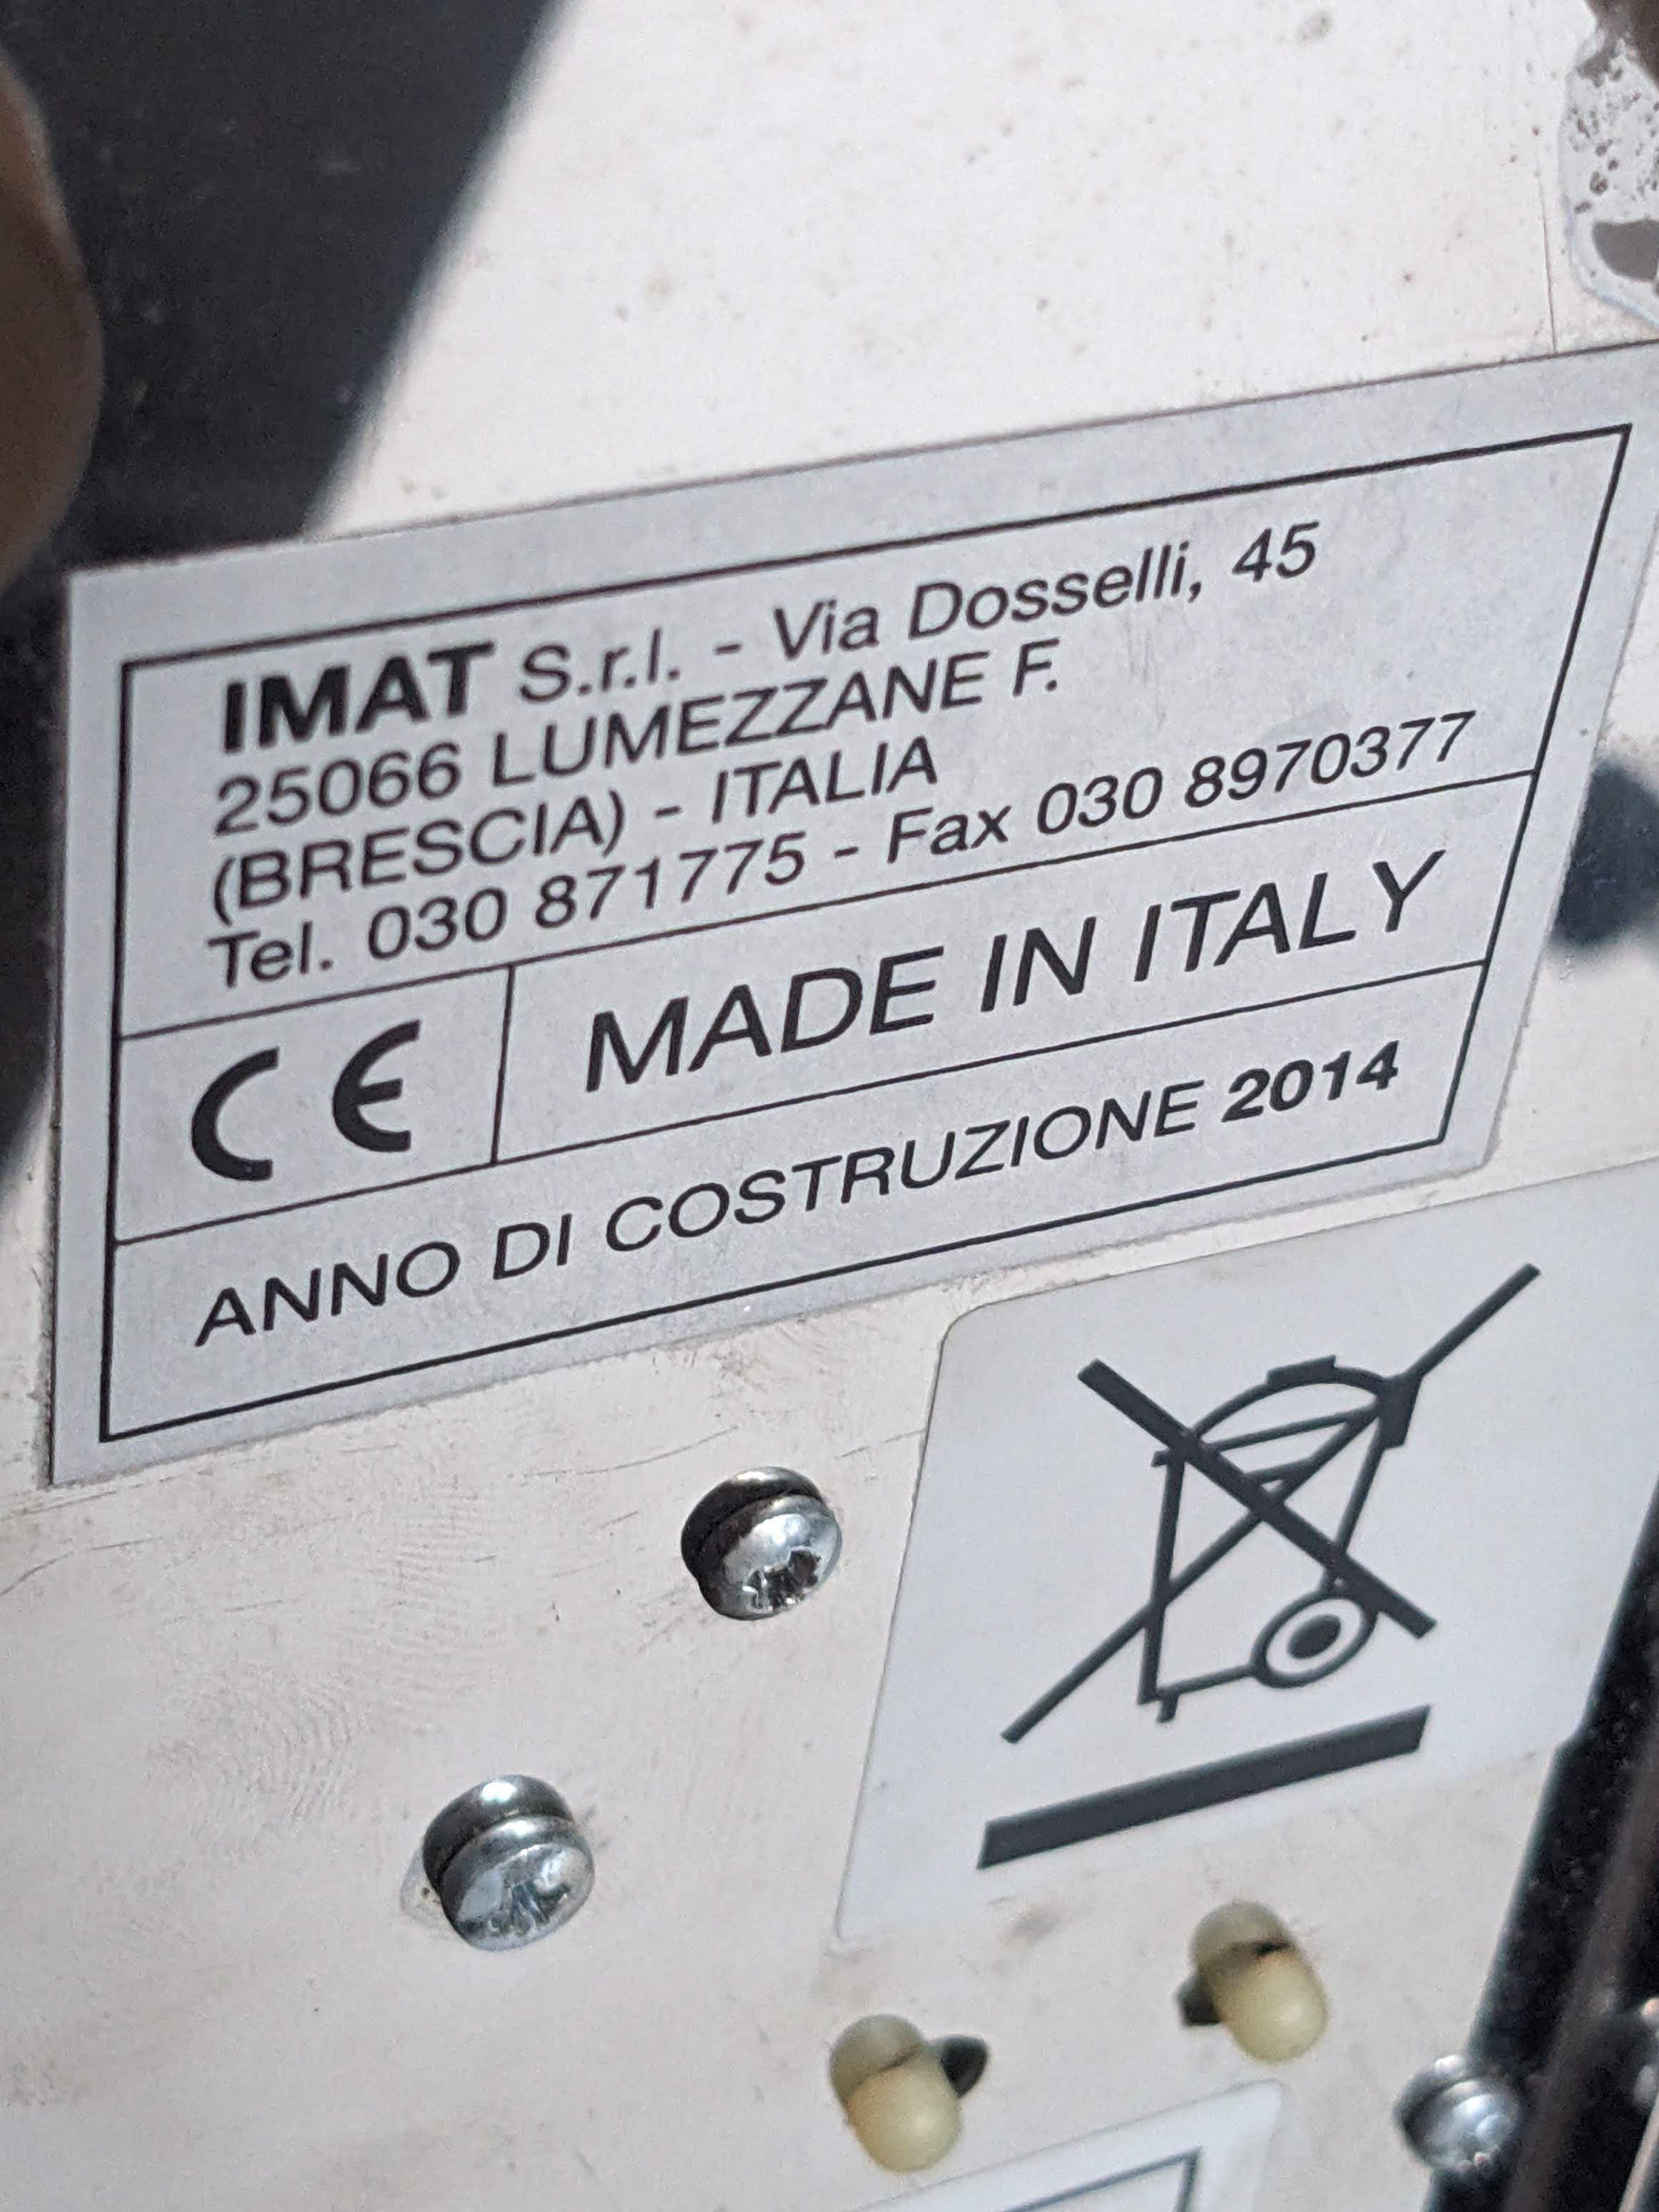 IMAT S.r.l. - Via Dosselli, 45
25066 LUMEZZANE F.
(BRESCIA) - ITALIA
Tel. 030 871775 - Fax 030 8970377
CE
MADE IN ITALY
ANNO DI COSTRUZIONE 2014